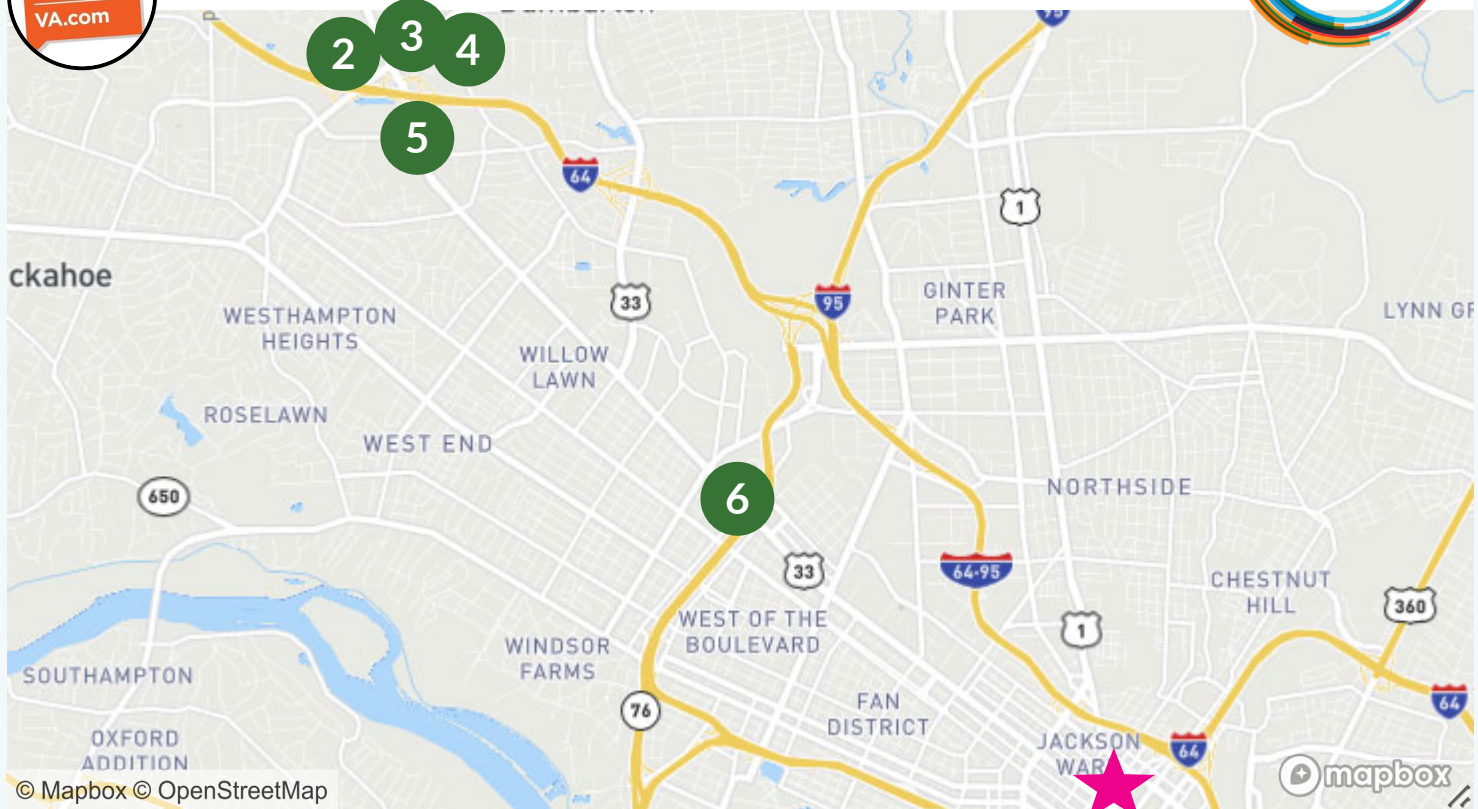 VA.com
2
3
4
5
95
64
1
ckahoe
33
95
GINTER
PARK
LYNN GR
WESTHAMPTON
HEIGHTS
WILLOW
LAWN
ROSELAWN
WEST END
650
6
NORTHSIDE
33
64-95
CHESTNUT
HILL
360
WEST OF THE
BOULEVARD
1
WINDSOR
FARMS
SOUTHAMPTON
76
FAN
DISTRICT
64
OXFORD
ADDITION
JACKSON
WAR
64
© Mapbox © OpenStreetMap
mapbox